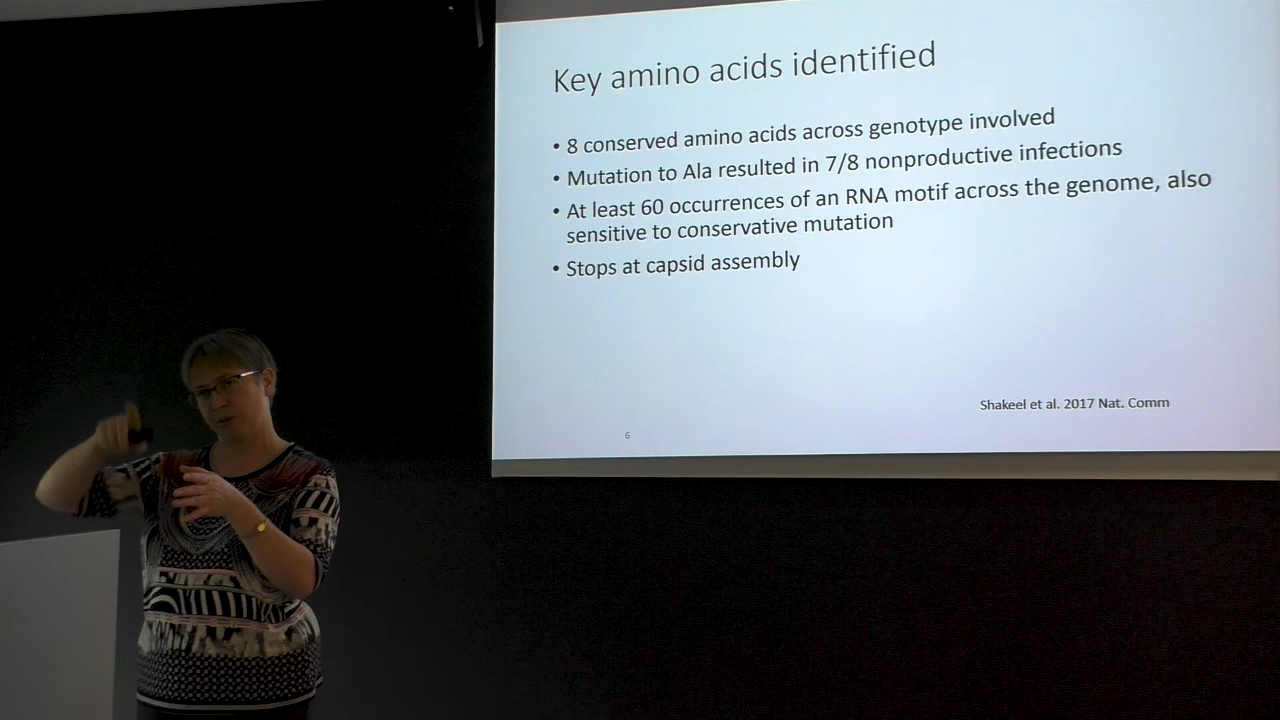 Key amino acids identified
• 8 conserved amino acids across genotype involved
• Mutation to Ala resulted in 7/8 nonproductive infections
• At least 60 occurrences of an RNA motif across the genome, also
sensitive to conservative mutation
• Stops at capsid assembly
Shakeel et al. 2017 Nat. Comm
6